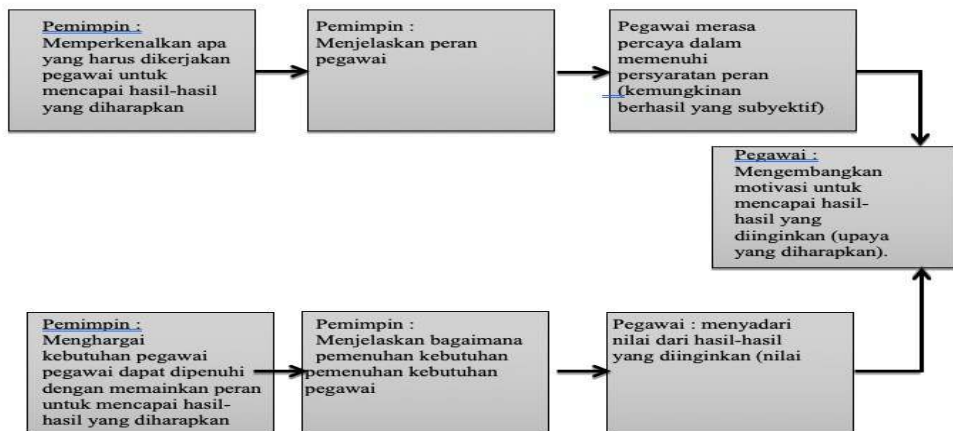 Pemimpin :
Memperkenalkan apa
yang harus dikerjakan
pegawai untuk
mencapai hasil-hasil
yang diharapkan
Pemimpin :
Menjelaskan peran
pegawai
Pegawai merasa
percaya dalam
memenuhi
persyaratan peran
(kemungkinan
berhasil yang subyektif)
Pegawai :
Mengembangkan
motivasi untuk
mencapai hasil-
hasil yang
diinginkan (upaya
yang diharapkan).
Pemimpin :
Menghargai
kebutuhan pegawai
pegawai dapat dipenuhi
dengan memainkan peran
untuk mencapai hasil-
hasil yang diharapkan
Pemimpin :
Menjelaskan bagaimana
pemenuhan kebutuhan
pemenuhan kebutuhan
pegawai
Pegawai : menyadari
nilai dari hasil-hasil
yang diinginkan (nilai